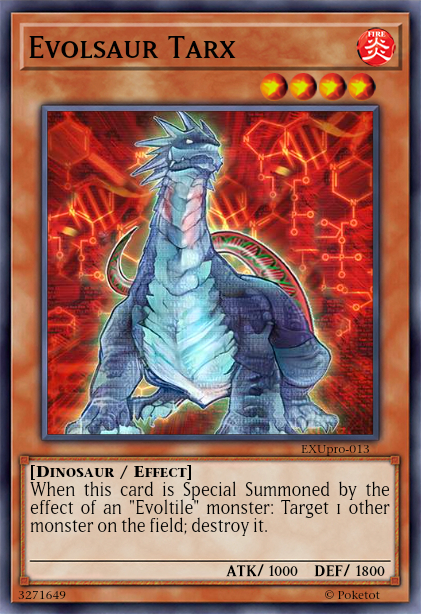 Evolsaur Tarx
FIRE
炎
EXUpro-013
[Dinosaur / Effect]
When this card is Special Summoned by the
effect of an "Evoltile" monster: Target 1 other
monster on the field; destroy it.
ATK/ 1000 DEF/ 1800
3271649 © Poketot